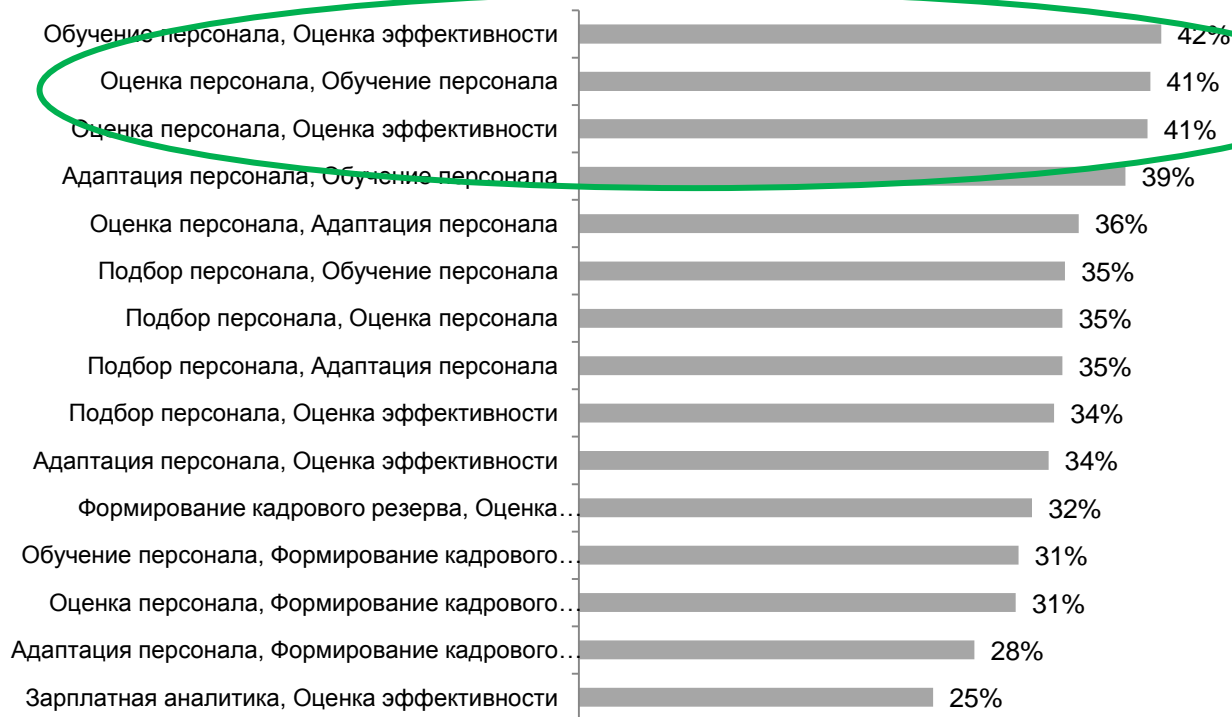 Обучение персонала, Оценка эффективности 42%
Оценка персонала, Обучение персонала 41%
Оценка персонала, Оценка эффективности 41%
Адаптация персонала, Обучение персонала 39%
Оценка персонала, Адаптация персонала 36%
Подбор персонала, Обучение персонала 35%
Подбор персонала, Оценка персонала 35%
Подбор персонала, Адаптация персонала 35%
Подбор персонала, Оценка эффективности 34%
Адаптация персонала, Оценка эффективности 34%
Формирование кадрового резерва, Оценка… 32%
Обучение персонала, Формирование кадрового… 31%
Оценка персонала, Формирование кадрового… 31%
Адаптация персонала, Формирование кадрового… 28%
Зарплатная аналитика, Оценка эффективности 25%